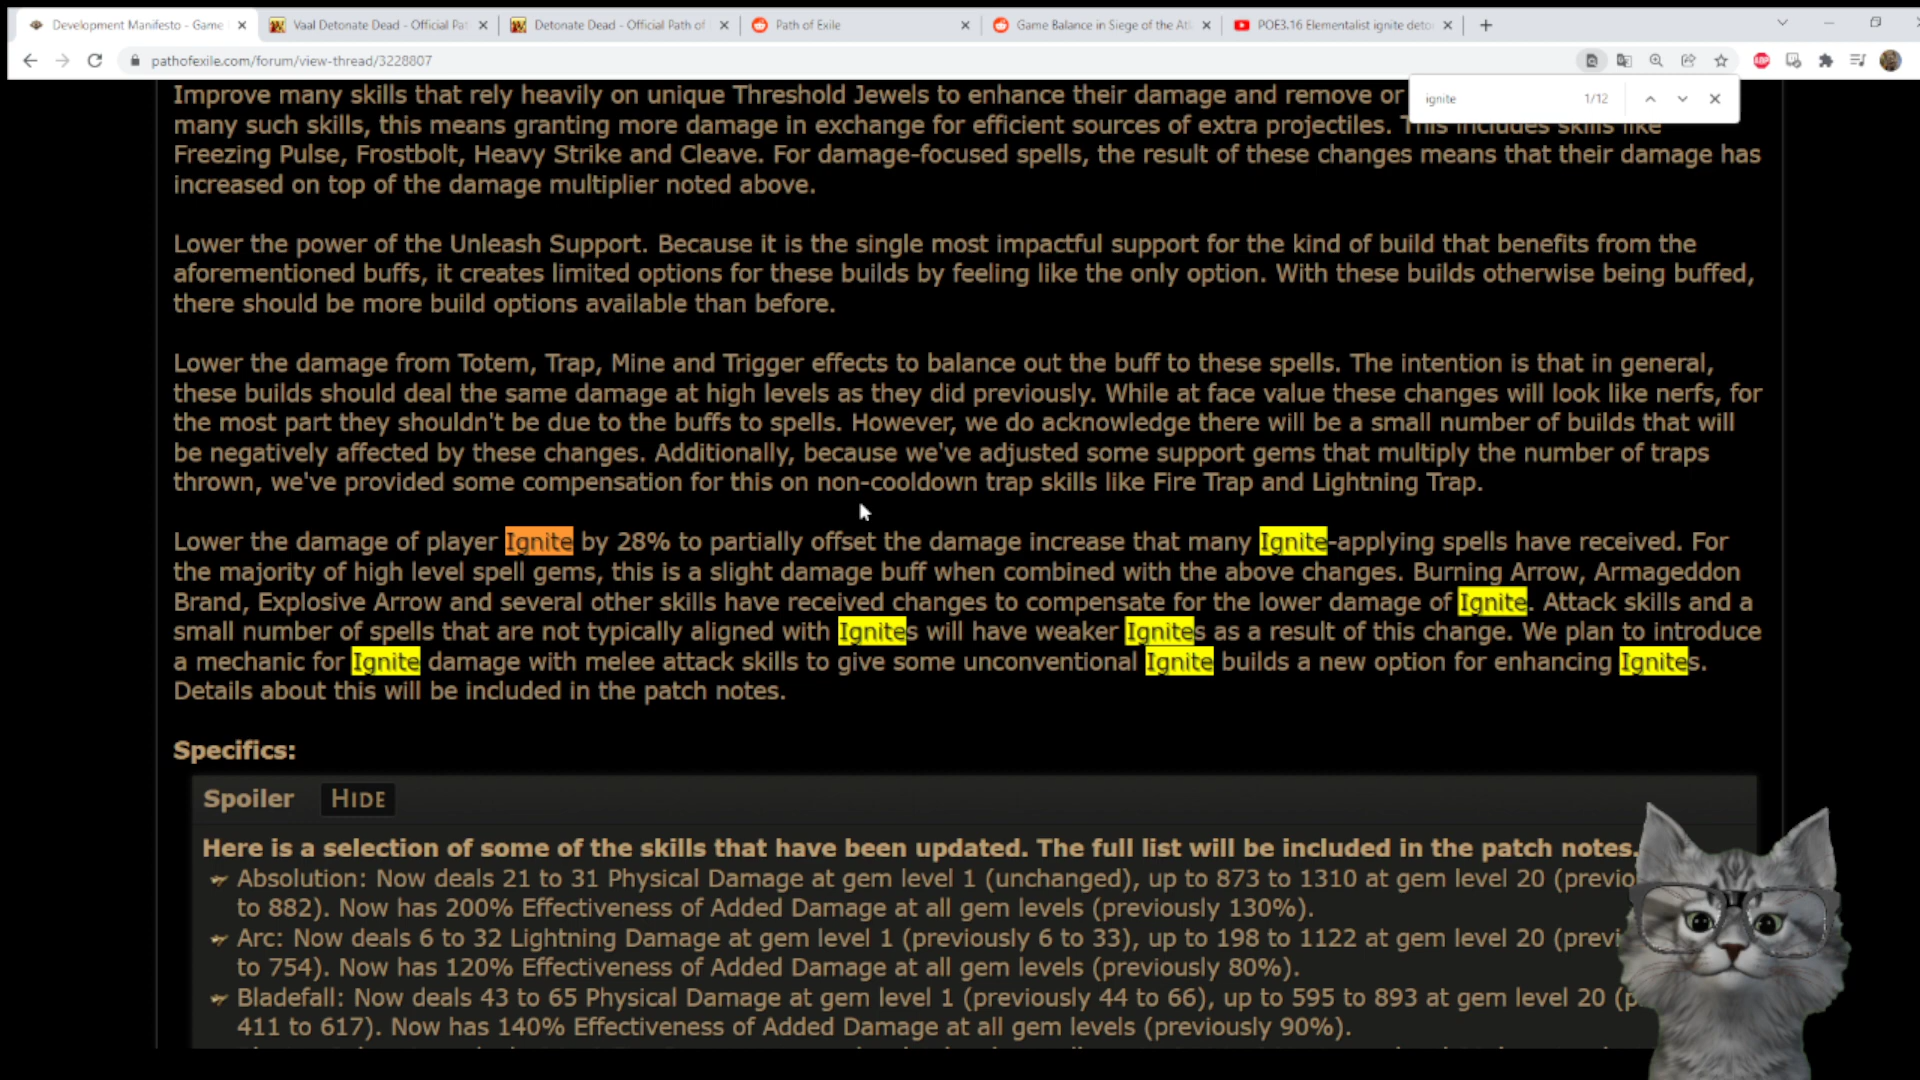 Development Manifesto - Game
Vaal Detonate Dead - Official Pat
Detonate Dead - Official Path of
Path of Exile
Game Balance in Siege of the Atl
POE3.16 Elementalist ignite deto
pathofexile.com/forum/view-thread/3228807
ignite 1/12
Improve many skills that rely heavily on unique Threshold Jewels to enhance their damage and remove or
many such skills, this means granting more damage in exchange for efficient sources of extra projectiles. This includes skills like
Freezing Pulse, Frostbolt, Heavy Strike and Cleave. For damage-focused spells, the result of these changes means that their damage has
increased on top of the damage multiplier noted above.
Lower the power of the Unleash Support. Because it is the single most impactful support for the kind of build that benefits from the
aforementioned buffs, it creates limited options for these builds by feeling like the only option. With these builds otherwise being buffed,
there should be more build options available than before.
Lower the damage from Totem, Trap, Mine and Trigger effects to balance out the buff to these spells. The intention is that in general,
these builds should deal the same damage at high levels as they did previously. While at face value these changes will look like nerfs, for
the most part they shouldn't be due to the buffs to spells. However, we do acknowledge there will be a small number of builds that will
be negatively affected by these changes. Additionally, because we've adjusted some support gems that multiply the number of traps
thrown, we've provided some compensation for this on non-cooldown trap skills like Fire Trap and Lightning Trap.
Lower the damage of player Ignite by 28% to partially offset the damage increase that many Ignite-applying spells have received. For
the majority of high level spell gems, this is a slight damage buff when combined with the above changes. Burning Arrow, Armageddon
Brand, Explosive Arrow and several other skills have received changes to compensate for the lower damage of Ignite. Attack skills and a
small number of spells that are not typically aligned with Ignites will have weaker Ignites as a result of this change. We plan to introduce
a mechanic for Ignite damage with melee attack skills to give some unconventional Ignite builds a new option for enhancing Ignites.
Details about this will be included in the patch notes.
Specifics:
Spoiler HIDE
Here is a selection of some of the skills that have been updated. The full list will be included in the patch notes.
Absolution: Now deals 21 to 31 Physical Damage at gem level 1 (unchanged), up to 873 to 1310 at gem level 20 (previo
to 882). Now has 200% Effectiveness of Added Damage at all gem levels (previously 130%).
Arc: Now deals 6 to 32 Lightning Damage at gem level 1 (previously 6 to 33), up to 198 to 1122 at gem level 20 (previ
to 754). Now has 120% Effectiveness of Added Damage at all gem levels (previously 80%).
Bladefall: Now deals 43 to 65 Physical Damage at gem level 1 (previously 44 to 66), up to 595 to 893 at gem level 20 (p
411 to 617). Now has 140% Effectiveness of Added Damage at all gem levels (previously 90%).